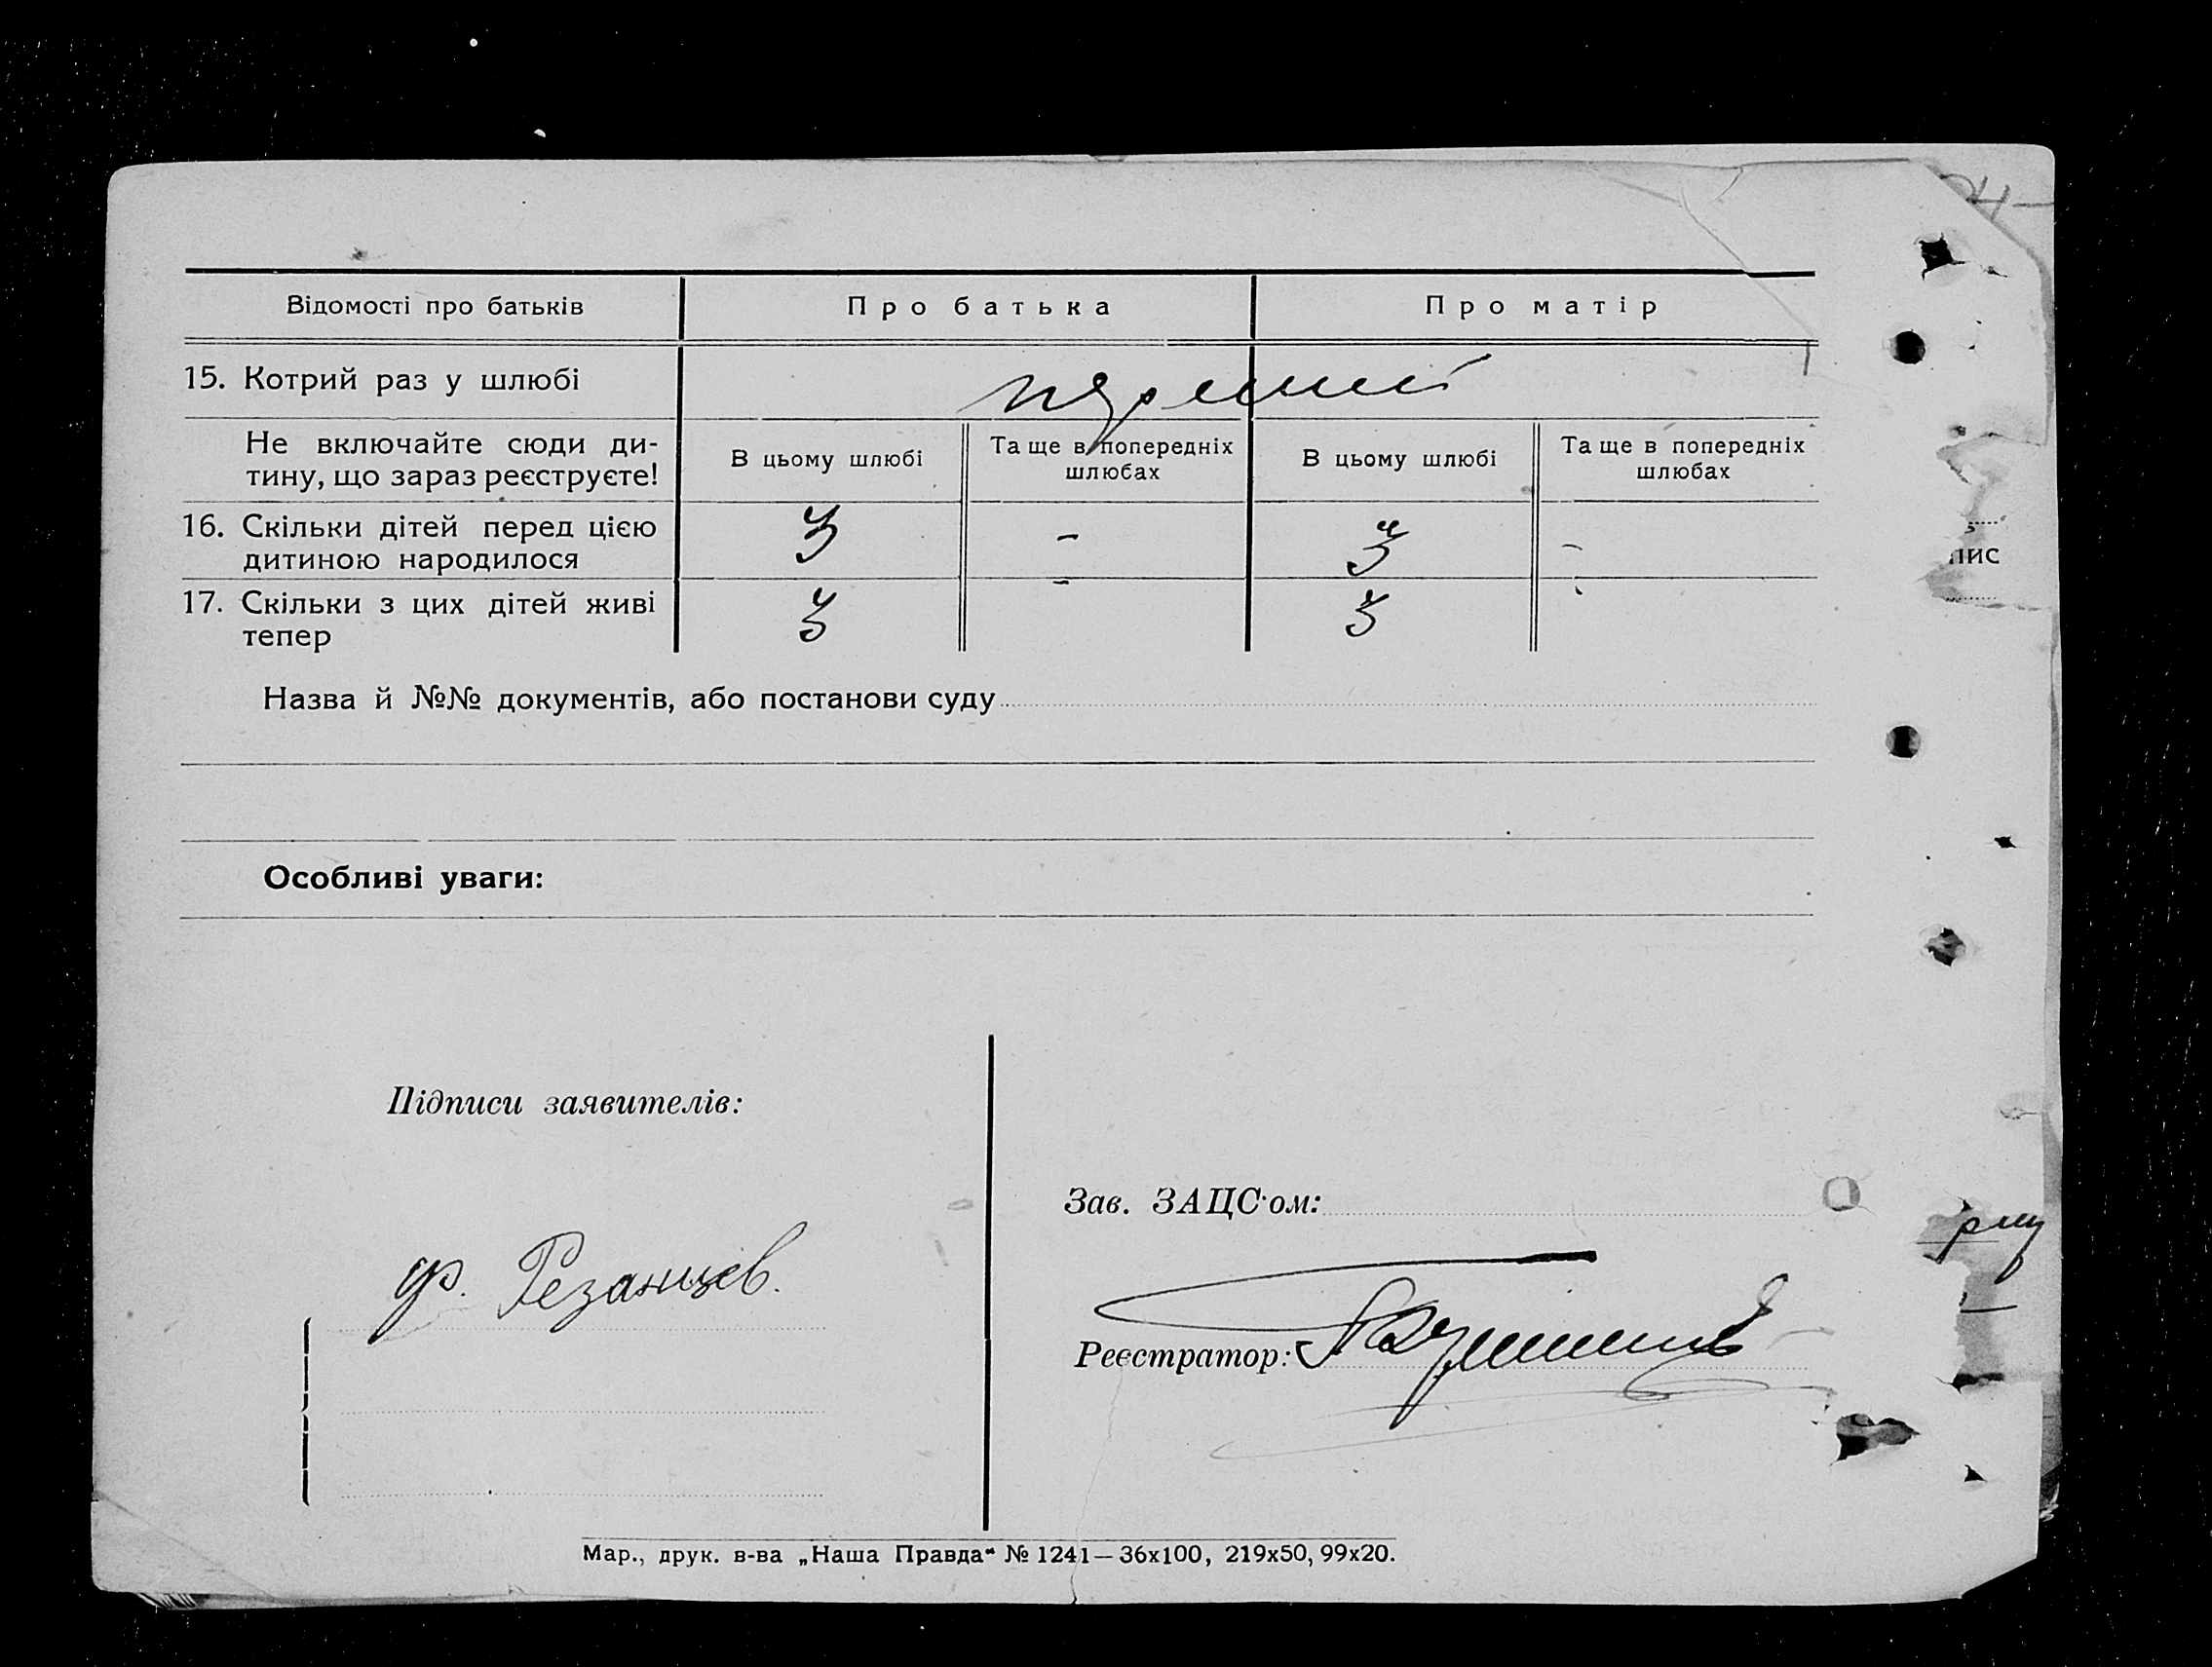 Відомості про батьків Про батька Про матір
15. Котрий раз у шлюбі перший
Не включайте сюди ди-
тину, що зараз реєструєте!
В цьому шлюбі
Та ще в попередніх
шлюбах
В цьому шлюбі
Та ще в попередніх
шлюбах
16. Скільки дітей перед цією
дитиною народилося
3 - 3 -
17. Скільки з цих дітей живі
тепер
3 - 3
Назва й №№ документів, або постанови суду
Особливі уваги:
Підписи заявителів:
Ф. Резанцев.
Зав. ЗАЦС'ом:
Реєстратор:
Мар., друк. в-ва „Наша Правда“ № 1241—36х100, 219х50, 99х20.
пис